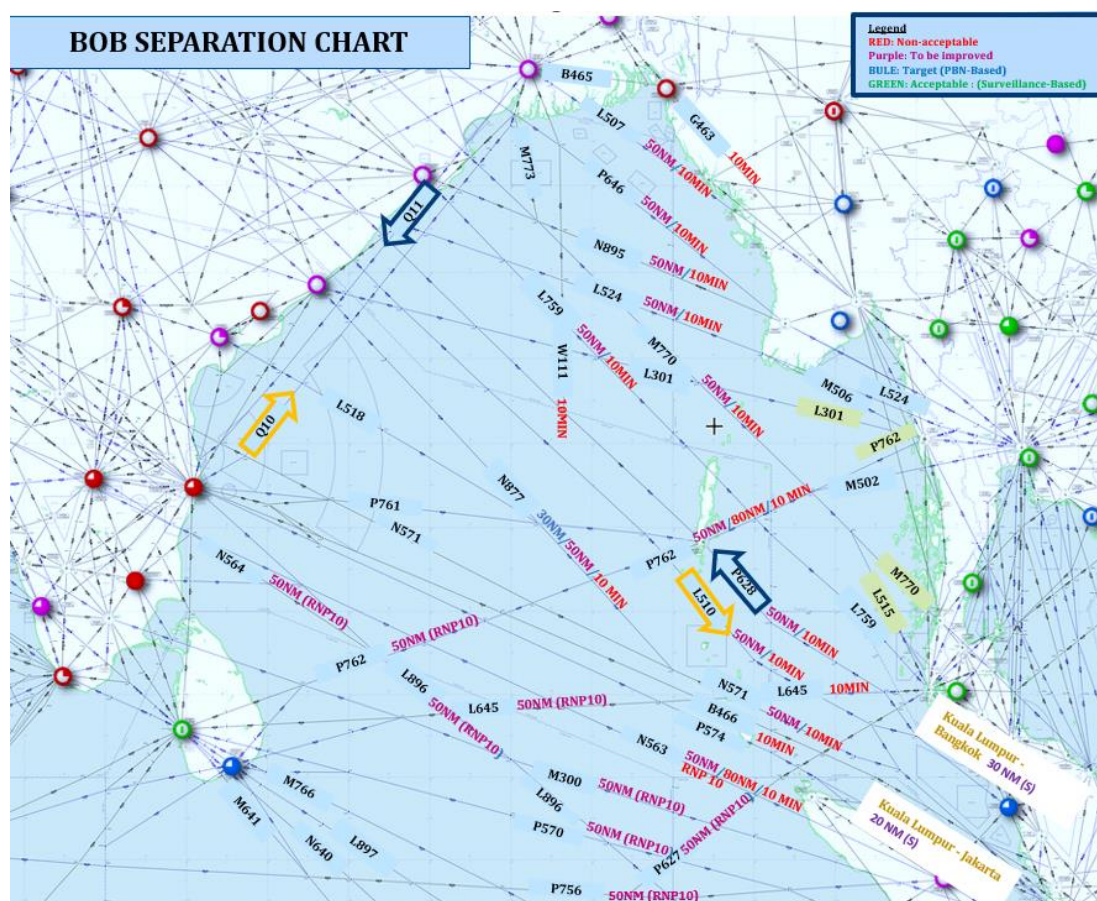 BOB SEPARATION CHART
Legend
RED: Non-acceptable
Purple: To be improved
BULE: Target (PBN-Based)
GREEN: Acceptable : (Surveillance-Based)
B465
L507
50NM/10MIN
G463
10MIN
M773
P646
50NM/10MIN
Q11
N895
50NM/10MIN
L524
50NM/10MIN
L759
50NM/10MIN
W111
10MIN
M770
L301
50NM/10MIN
M506
L524
L301
P762
Q10
L518
N877
30NM/50NM/10 MIN
M502
50NM/80NM/10 MIN
P761
N571
P762
N564
50NM (RNP10)
P628
50NM/10MIN
L510
50NM/10MIN
M770
L515
L759
P762
50NM (RNP10)
L896
50NM (RNP10)
L645
50NM (RNP10)
N571
50NM/10MIN
L645
10MIN
B466
P574
10MIN
N563
50NM/80NM/10 MIN
RNP 10
Kuala Lumpur -
Bangkok 30 NM (S)
Kuala Lumpur - Jakarta
20 NM (S)
M300
50NM (RNP10)
L896
P570
50NM (RNP10)
P627
50NM (RNP10)
M766
M641
N640
L897
P756
50NM (RNP10)